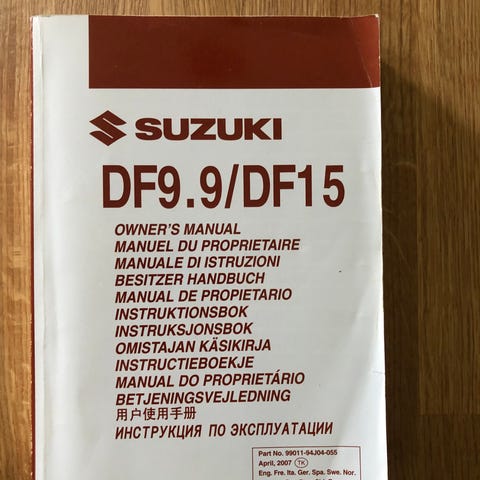 SUZUKI
DF9.9/DF15
OWNER'S MANUAL
MANUEL DU PROPRIETAIRE
MANUALE DI ISTRUZIONI
BESITZER HANDBUCH
MANUAL DE PROPIETARIO
INSTRUKTIONSBOK
INSTRUKSJONSBOK
OMISTAJAN KÄSIKIRJA
INSTRUCTIEBOEKJE
MANUAL DO PROPRIETÁRIO
BETJENINGSVEJLEDNING
用户使用手册
ИНСТРУКЦИЯ ПО ЭКСПЛУАТАЦИИ
Part No. 99011-94J04-055
April, 2007 TK
Eng. Fre. Ita. Ger. Spa. Swe. Nor.